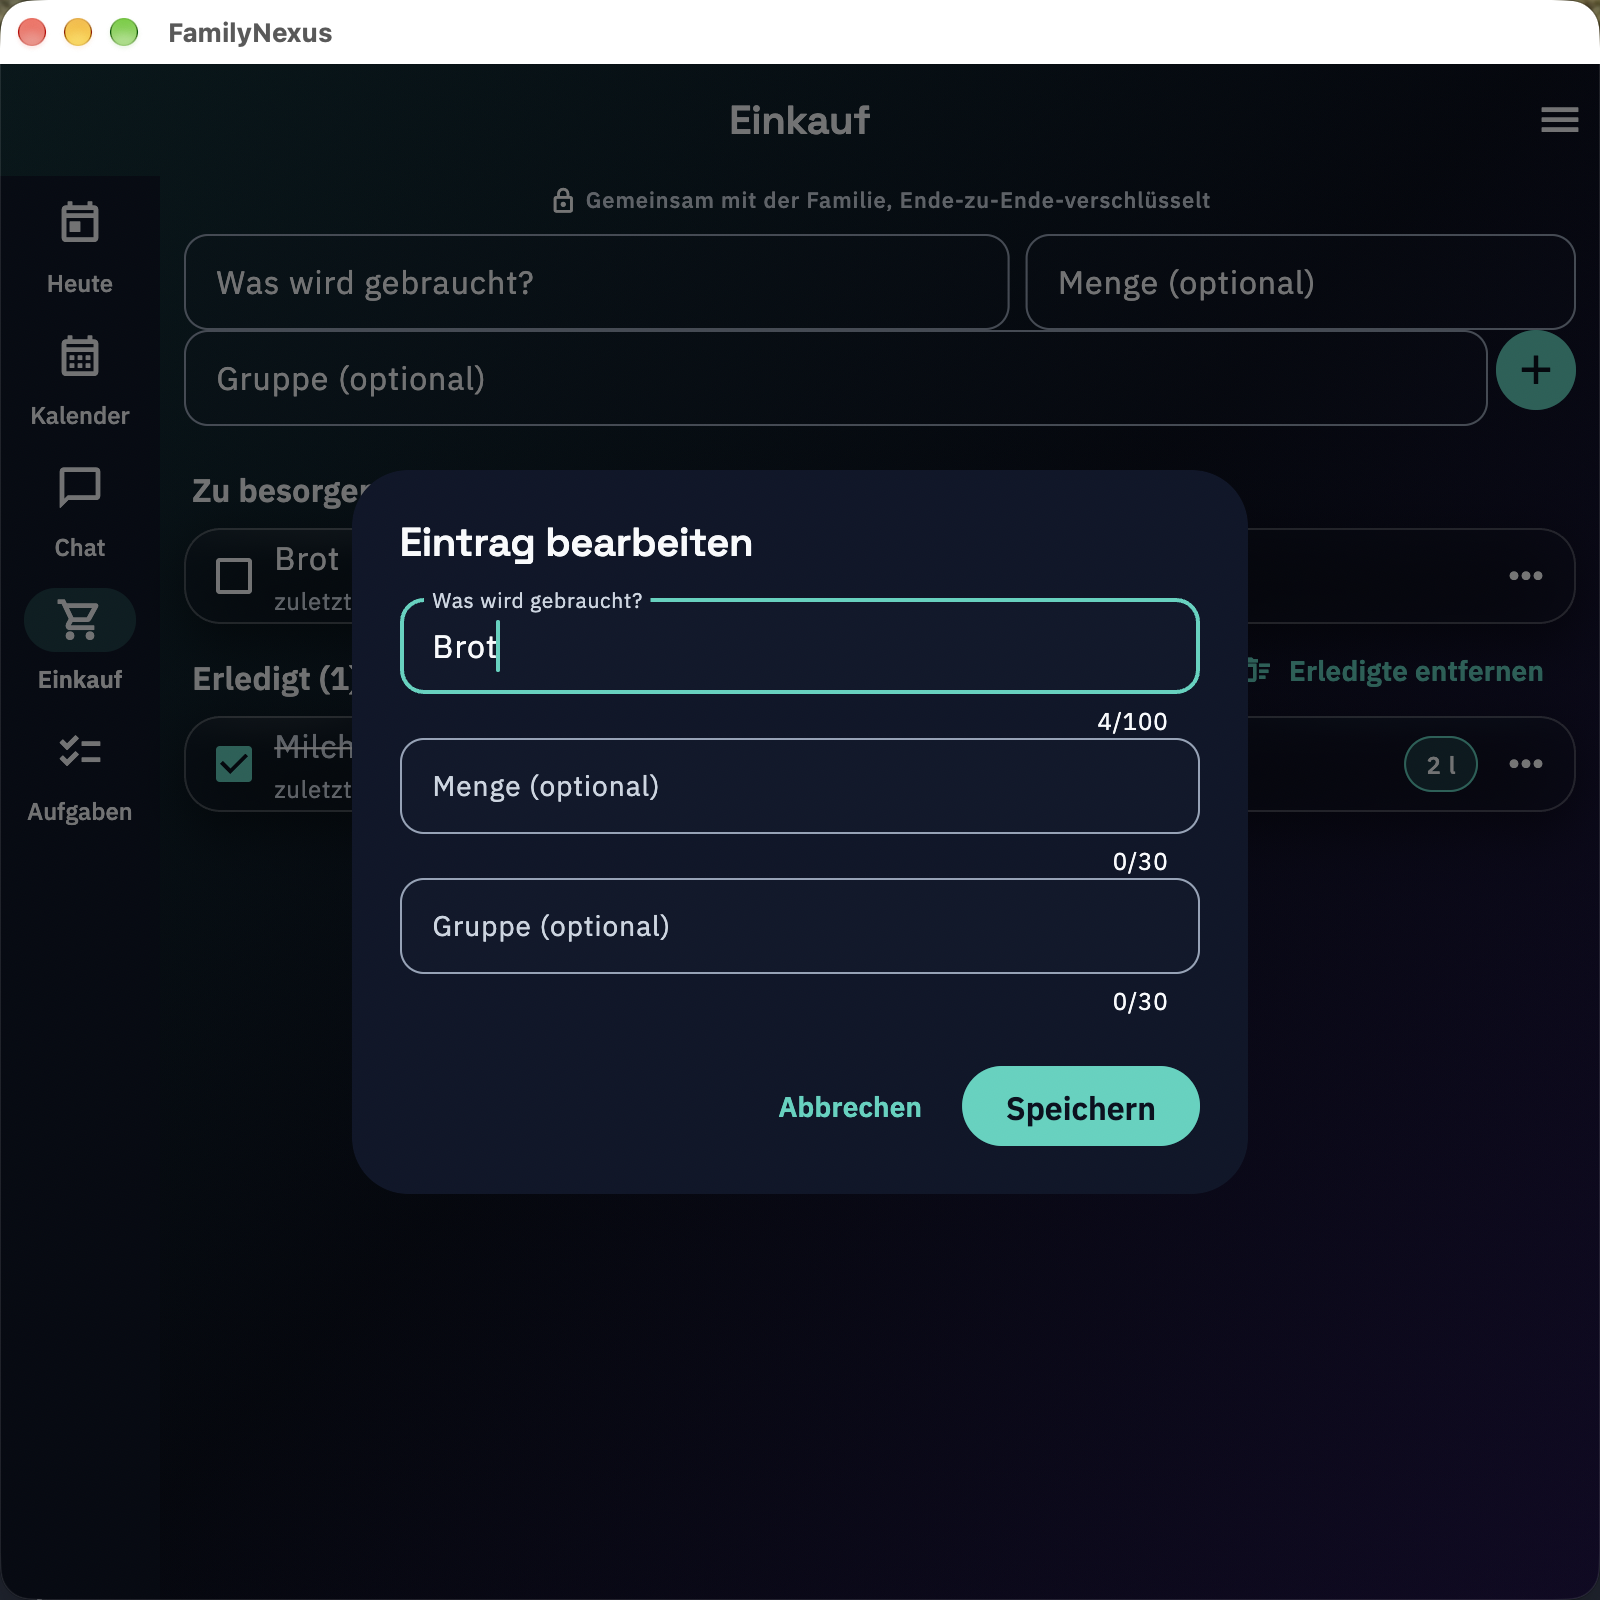 FamilyNexus
Einkauf
Gemeinsam mit der Familie, Ende-zu-Ende-verschlüsselt
Was wird gebraucht?
Menge (optional)
Gruppe (optional)
Heute
Kalender
Chat
Einkauf
Aufgaben
Brot
zuletzt
Erledigt (1)
Erledigte entfernen
Milch
zuletzt
2 l
Eintrag bearbeiten
Was wird gebraucht?
Brot
4/100
Menge (optional)
0/30
Gruppe (optional)
0/30
Abbrechen
Speichern